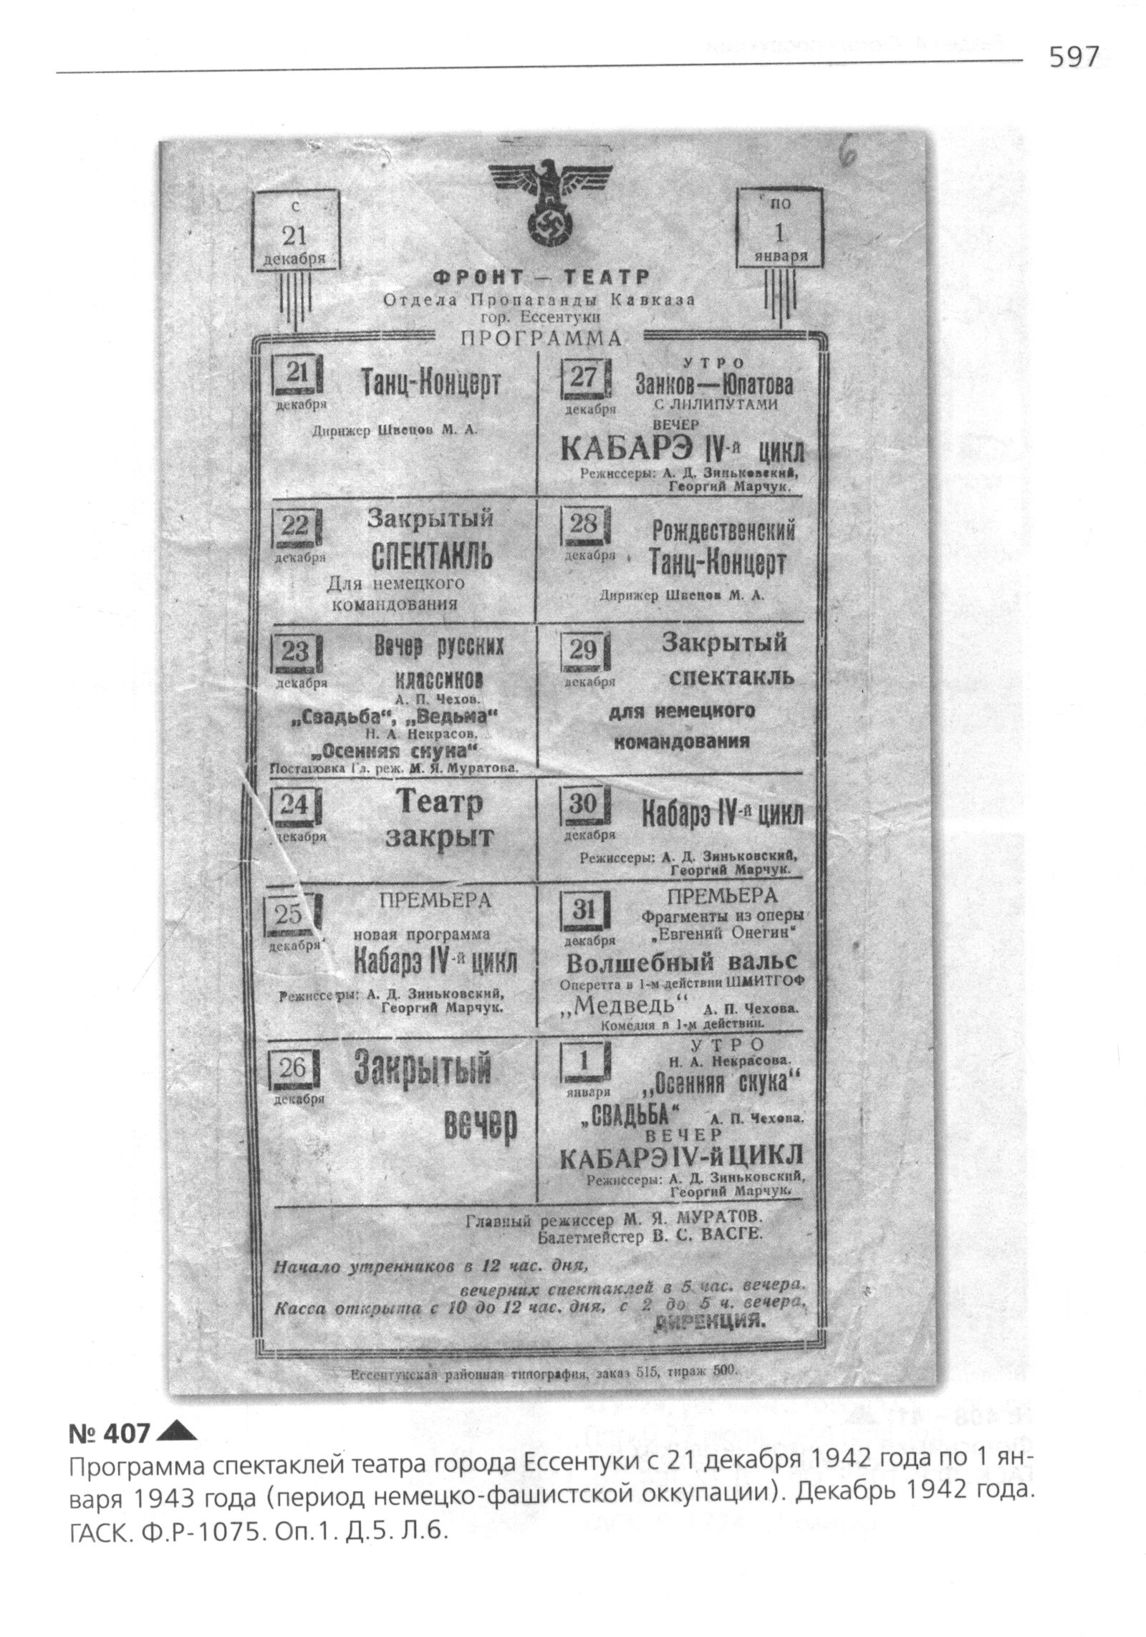 597
6
С
21
декабря
ПО
1
января
ФРОНТ — ТЕАТР
Отдела Пропаганды Кавказа
гор. Ессентуки
ПРОГРАММА
21
декабря
Танц-Концерт
Дирижер Швецов М. А.
22
декабря
Закрытый
СПЕКТАКЛЬ
Для немецкого
командования
23
декабря
Вечер русских
классиков
А. П. Чехов.
„Свадьба“, „Ведьма“
Н. А. Некрасов.
„Осенняя скука“
Постановка Гл. реж. М. Я. Муратова.
24
декабря
Театр
закрыт
25
декабря
ПРЕМЬЕРА
новая программа
Кабарэ IV-й цикл
Режиссеры: А. Д. Зиньковский,
Георгий Марчук.
26
декабря
Закрытый
вечер
27
декабря
УТРО
Занков—Юпатова
С ЛИЛИПУТАМИ
ВЕЧЕР
КАБАРЭ IV-й цикл
Режиссеры: А. Д. Зиньковский,
Георгий Марчук.
28
декабря
Рождественский
Танц-Концерт
Дирижер Швецов М. А.
29
декабря
Закрытый
спектакль
для немецкого
командования
30
декабря
Кабарэ IV-й цикл
Режиссеры: А. Д. Зиньковский,
Георгий Марчук.
31
декабря
ПРЕМЬЕРА
Фрагменты из оперы
„Евгений Онегин“
Волшебный вальс
Оперетта в 1-м действии ШМИТГОФ
„Медведь“ А. П. Чехова.
Комедия в 1-м действии.
1
января
УТРО
Н. А. Некрасова.
„Осенняя скука“
„СВАДЬБА“ А. П. Чехова.
ВЕЧЕР
КАБАРЭ IV-й ЦИКЛ
Режиссеры: А. Д. Зиньковский,
Георгий Марчук.
Главный режиссер М. Я. МУРАТОВ.
Балетмейстер В. С. ВАСГЕ.
Начало утренников в 12 час. дня,
вечерних спектаклей в 5 час. вечера.
Касса открыта с 10 до 12 час. дня, с 2 до 5 ч. вечера,
ДИРЕКЦИЯ.
Ессентукская районная типография, заказ 515, тираж 500.
№ 407
Программа спектаклей театра города Ессентуки с 21 декабря 1942 года по 1 ян-
варя 1943 года (период немецко-фашистской оккупации). Декабрь 1942 года.
ГАСК. Ф.Р-1075. Оп.1. Д.5. Л.6.